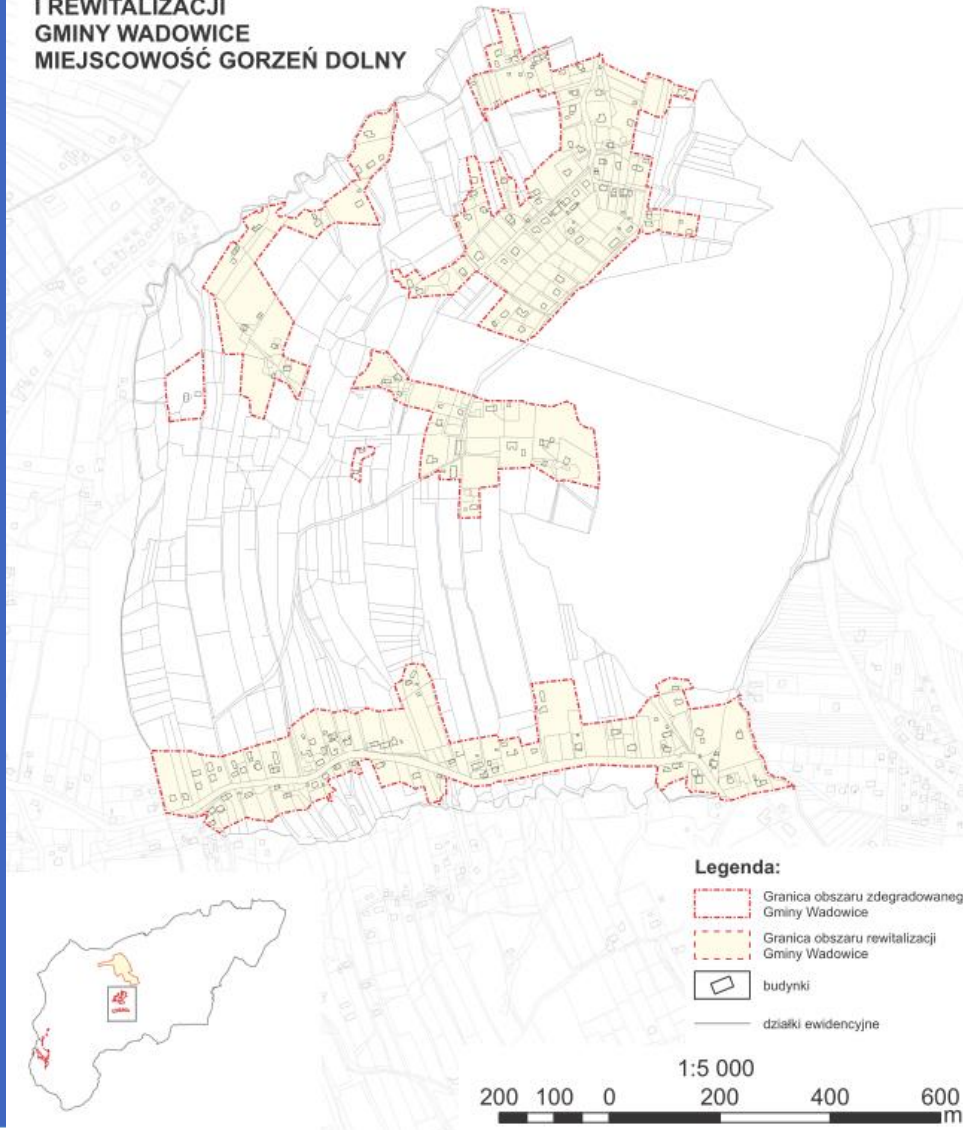 I REWITALIZACJI
GMINY WADOWICE
MIEJSCOWOŚĆ GORZEŃ DOLNY
Legenda:
Granica obszaru zdegradowaneg
Gminy Wadowice
Granica obszaru rewitalizacji
Gminy Wadowice
budynki
działki ewidencyjne
1:5 000
200 100 0 200 400 600
m